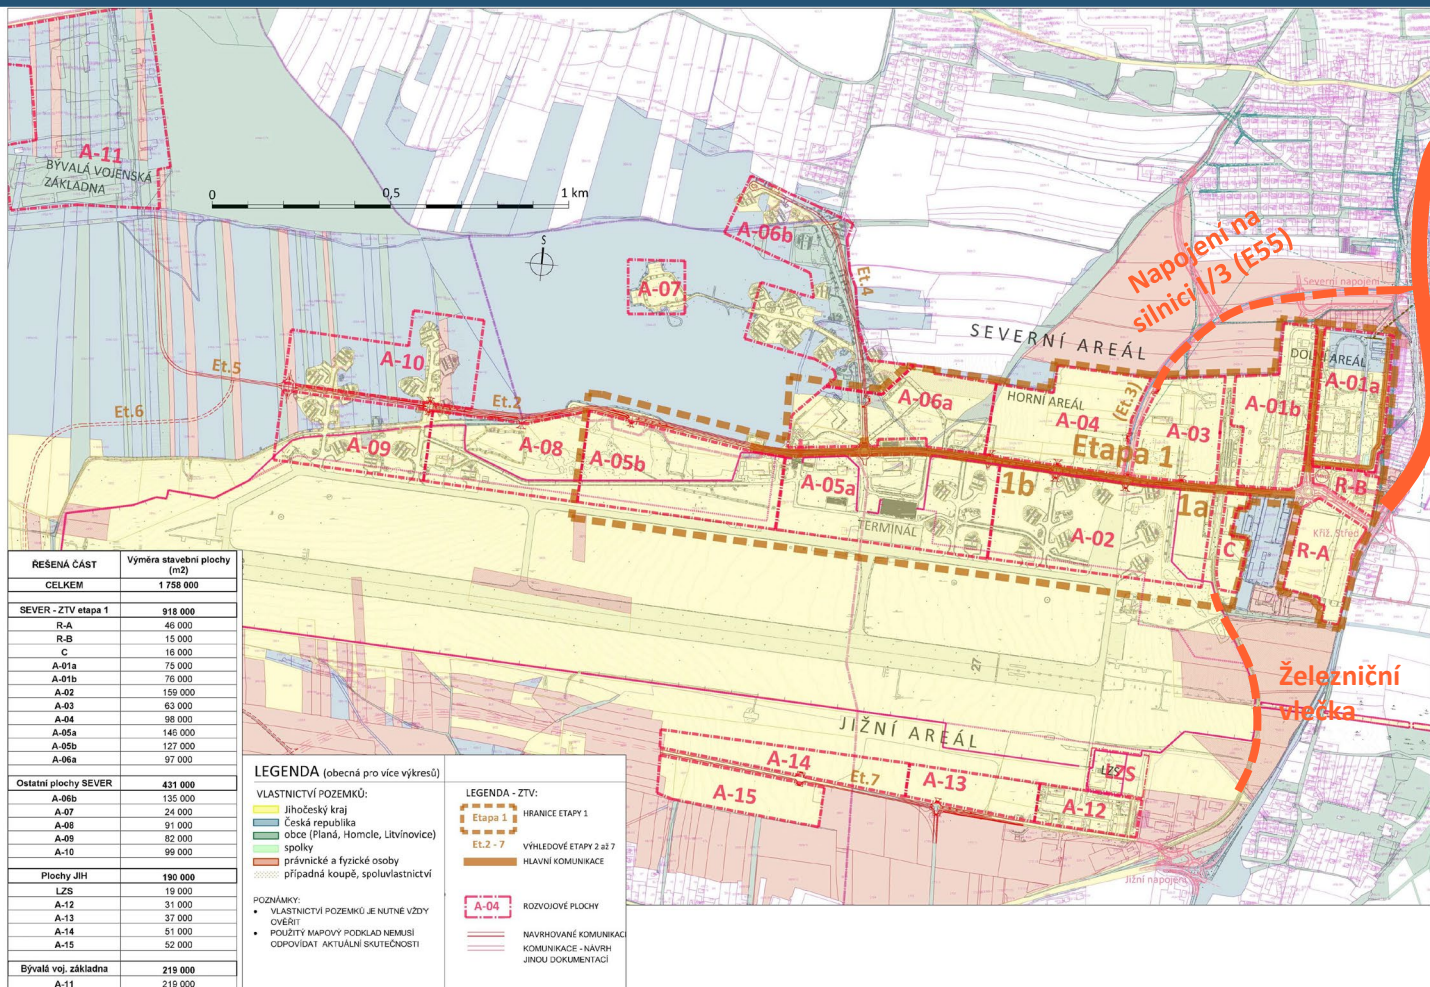 A-11
BÝVALÁ VOJENSKÁ
ZÁKLADNA
0
0,5
1 km
S
A-06b
A-07
Et.4
Napojení na
silnici I/3 (E55)
Severní napojení
SEVERNÍ AREÁL
DOLNÍ AREÁL
A-01a
A-10
Et.5
Et.2
Et.6
A-06a
HORNÍ AREÁL
A-04
(Et.3)
A-01b
A-03
Etapa 1
A-09
A-08
A-05b
A-05a
1b
1a
R-B
TERMINÁL
A-02
C
R-A
Kříž. Střed
27
Železniční
vlečka
JIŽNÍ AREÁL
A-14
Et.7
A-13
LZS
LZS
A-15
A-12
Jižní napojení
ŘEŠENÁ ČÁST Výměra stavební plochy
(m2)
CELKEM 1 758 000
SEVER - ZTV etapa 1 918 000
R-A 46 000
R-B 15 000
C 16 000
A-01a 75 000
A-01b 76 000
A-02 159 000
A-03 63 000
A-04 98 000
A-05a 146 000
A-05b 127 000
A-06a 97 000
Ostatní plochy SEVER 431 000
A-06b 135 000
A-07 24 000
A-08 91 000
A-09 82 000
A-10 99 000
Plochy JIH 190 000
LZS 19 000
A-12 31 000
A-13 37 000
A-14 51 000
A-15 52 000
Bývalá voj. základna 219 000
A-11 219 000
LEGENDA (obecná pro více výkresů)
VLASTNICTVÍ POZEMKŮ:
Jihočeský kraj
Česká republika
obce (Planá, Homole, Litvínovice)
spolky
právnické a fyzické osoby
případná koupě, spoluvlastnictví
POZNÁMKY:
• VLASTNICTVÍ POZEMKŮ JE NUTNÉ VŽDY
OVĚŘIT
• POUŽITÝ MAPOVÝ PODKLAD NEMUSÍ
ODPOVÍDAT AKTUÁLNÍ SKUTEČNOSTI
LEGENDA - ZTV:
Etapa 1 HRANICE ETAPY 1
Et.2 - 7 VÝHLEDOVÉ ETAPY 2 až 7
HLAVNÍ KOMUNIKACE
A-04 ROZVOJOVÉ PLOCHY
NAVRHOVANÉ KOMUNIKACE
KOMUNIKACE - NÁVRH
JINOU DOKUMENTACÍ